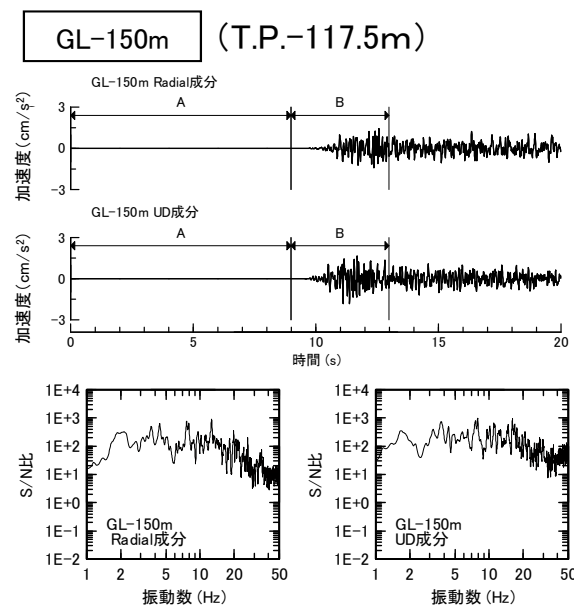 GL-150m （T.P.-117.5m）
GL-150m Radial成分
加速度(cm/s²)
3
0
-3
A
B
GL-150m UD成分
加速度(cm/s²)
3
0
-3
A
B
0 5 10 15 20
時間(s)
S/N比
1E+4
1E+3
1E+2
1E+1
1E+0
1E-1
1E-2
GL-150m
Radial成分
1 2 5 10 20 50
振動数(Hz)
S/N比
1E+4
1E+3
1E+2
1E+1
1E+0
1E-1
1E-2
GL-150m
UD成分
1 2 5 10 20 50
振動数(Hz)